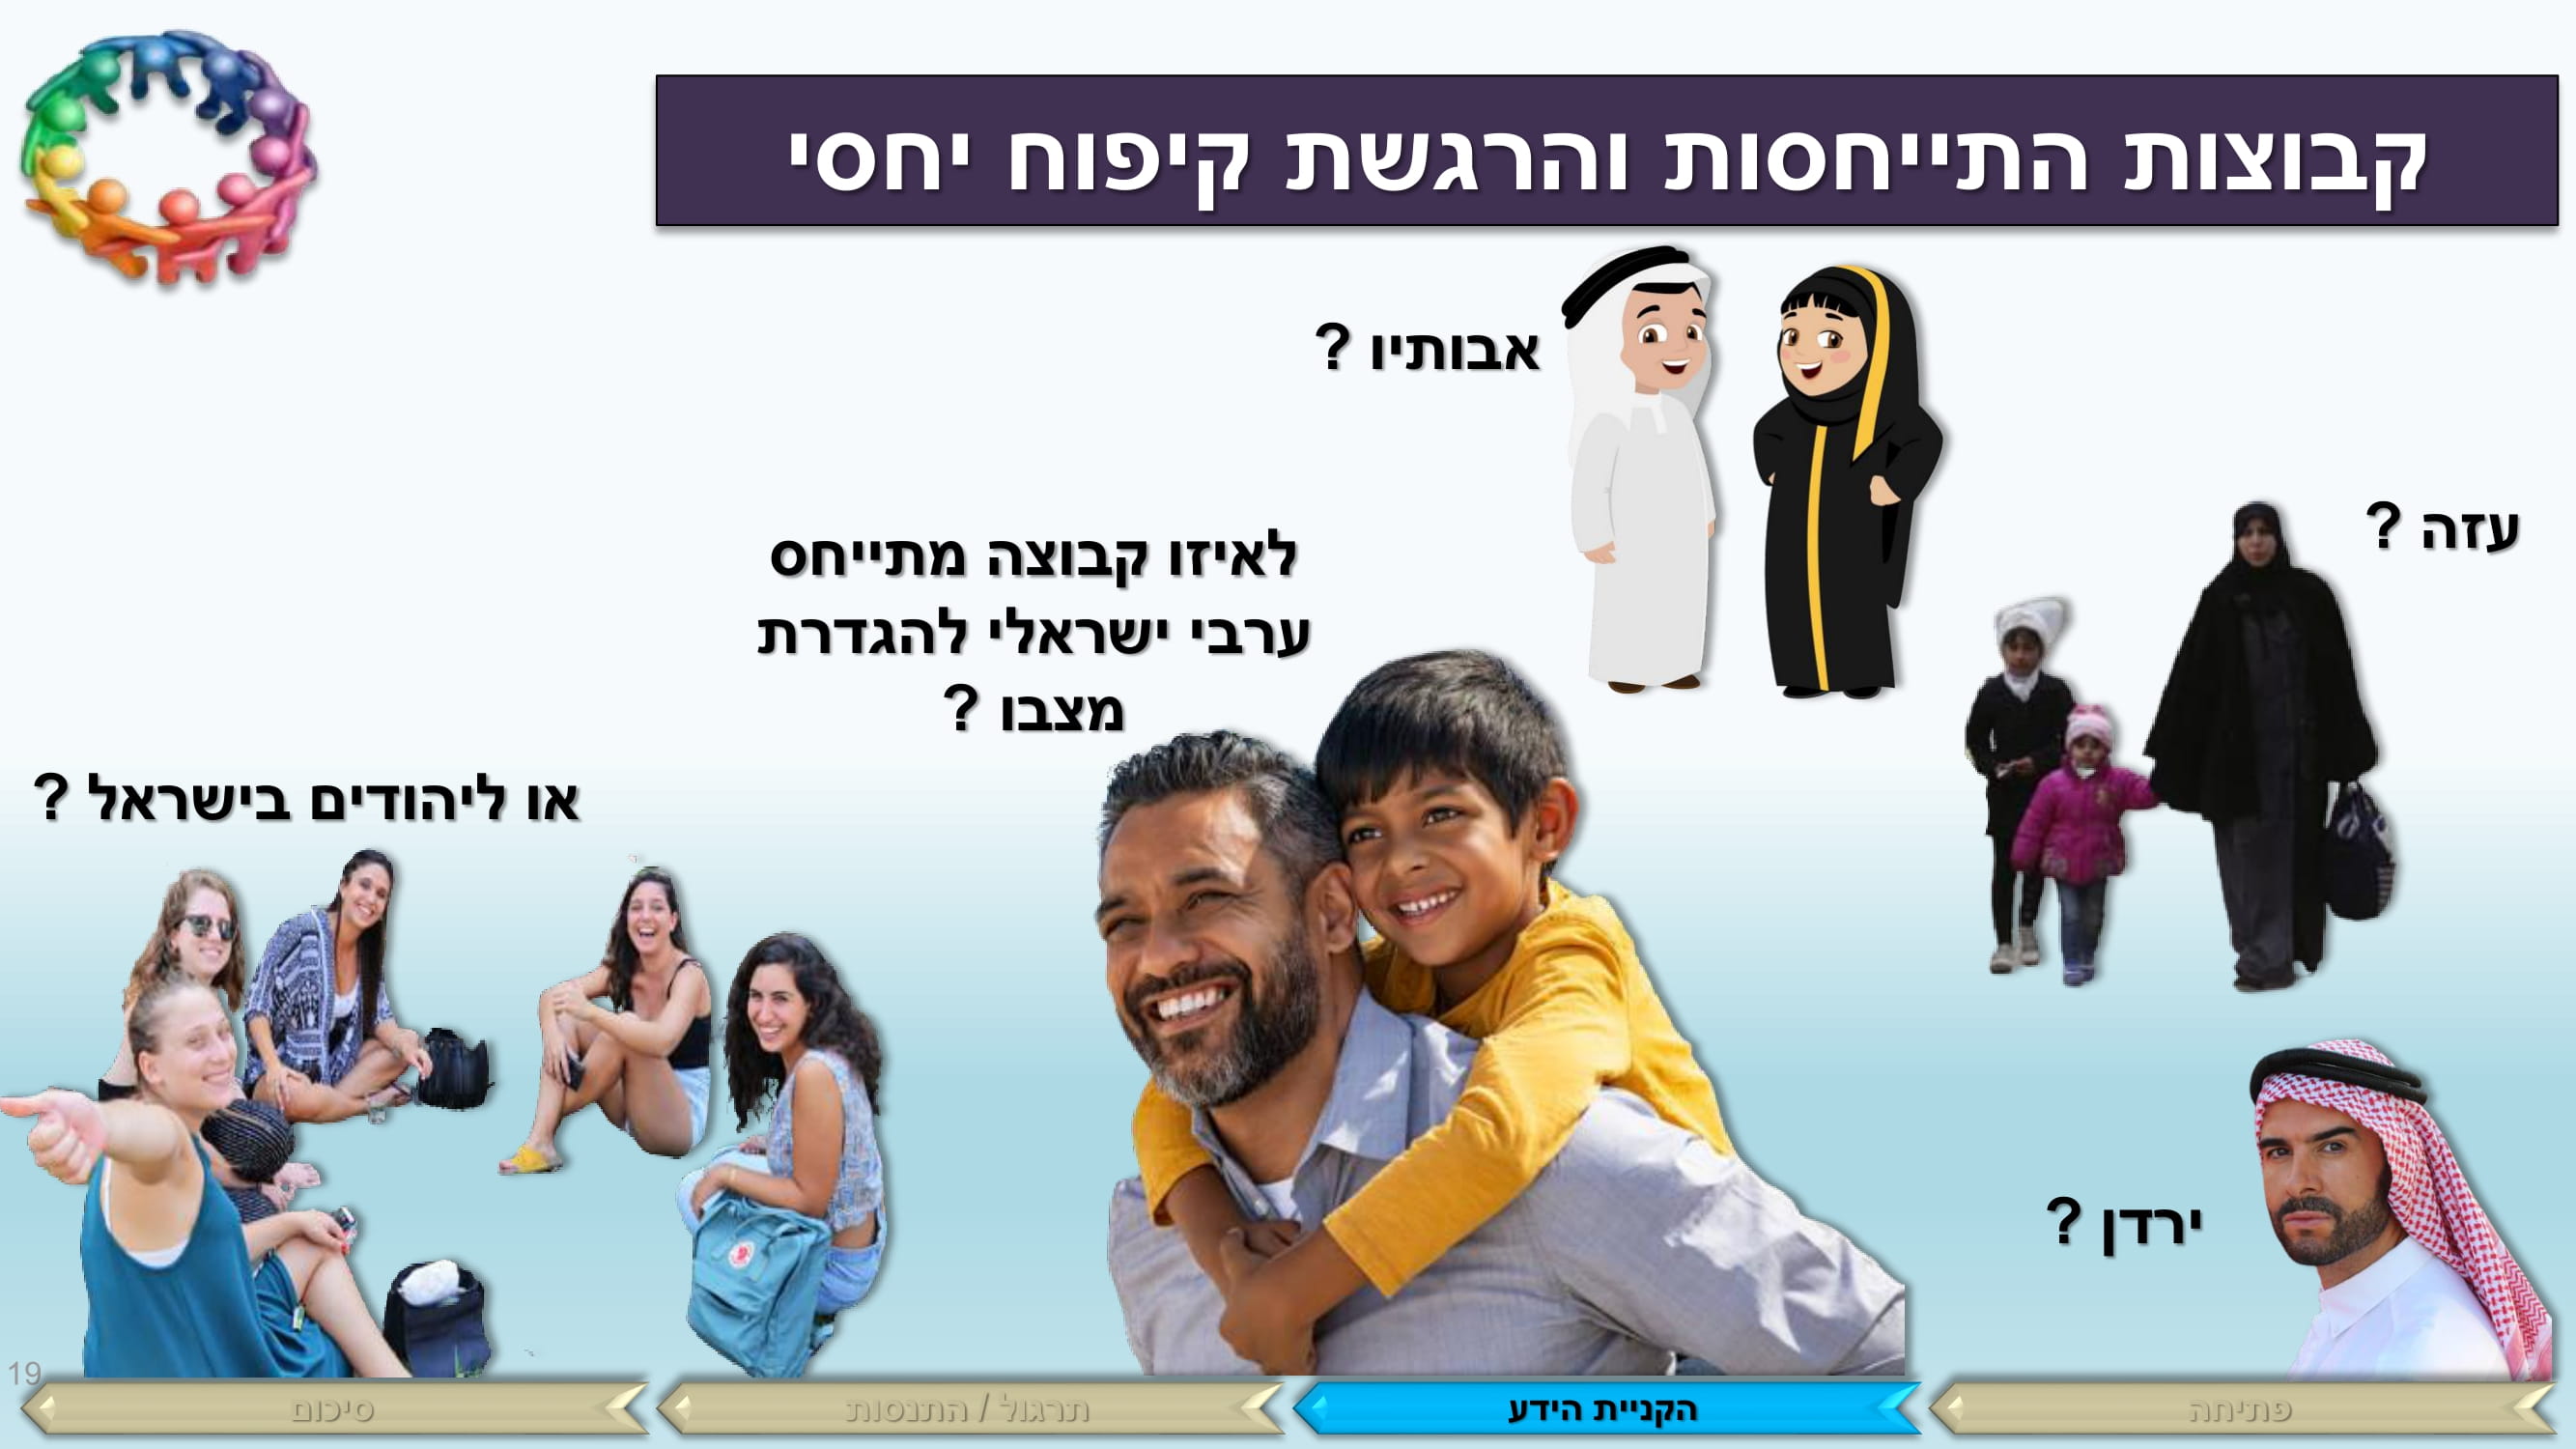 קבוצות התייחסות והרגשת קיפוח יחסי
אבותיו ?
עזה ?
לאיזו קבוצה מתייחס
ערבי ישראלי להגדרת
מצבו ?
או ליהודים בישראל ?
ירדן ?
19
פתיחה
הקניית הידע
תרגול / התנסות
סיכום